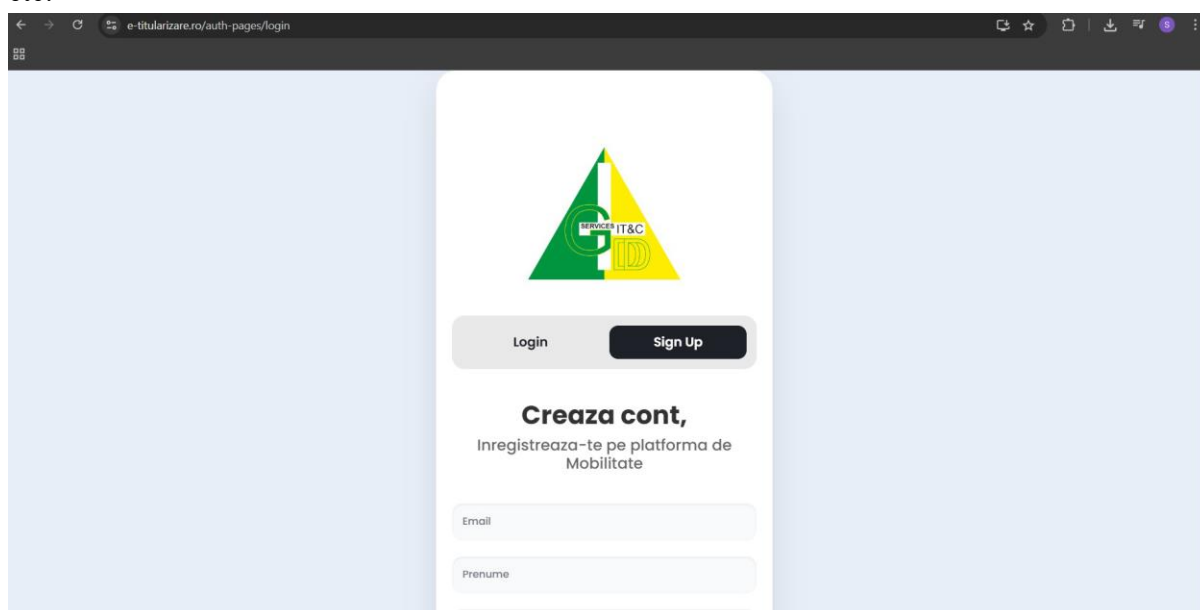 e-titularizare.ro/auth-pages/login
S
SERVICES IT&C
G
DDD
Login
Sign Up
Creaza cont,
Inregistreaza-te pe platforma de
Mobilitate
Email
Prenume